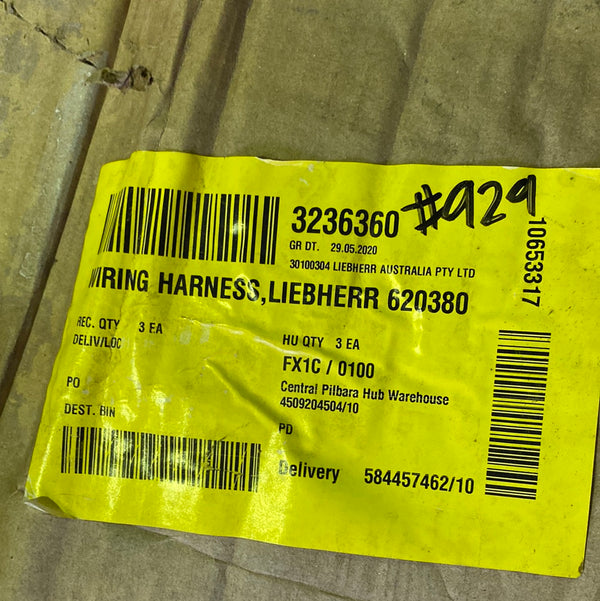 3236360 #929
GR DT. 29.05.2020
30100304 LIEBHERR AUSTRALIA PTY LTD
WIRING HARNESS,LIEBHERR 620380
REC. QTY 3 EA
HU QTY 3 EA
DELIV/LOC
FX1C / 0100
Central Pilbara Hub Warehouse
PO
4509204504/10
DEST. BIN
PD
Delivery 584457462/10
10653317